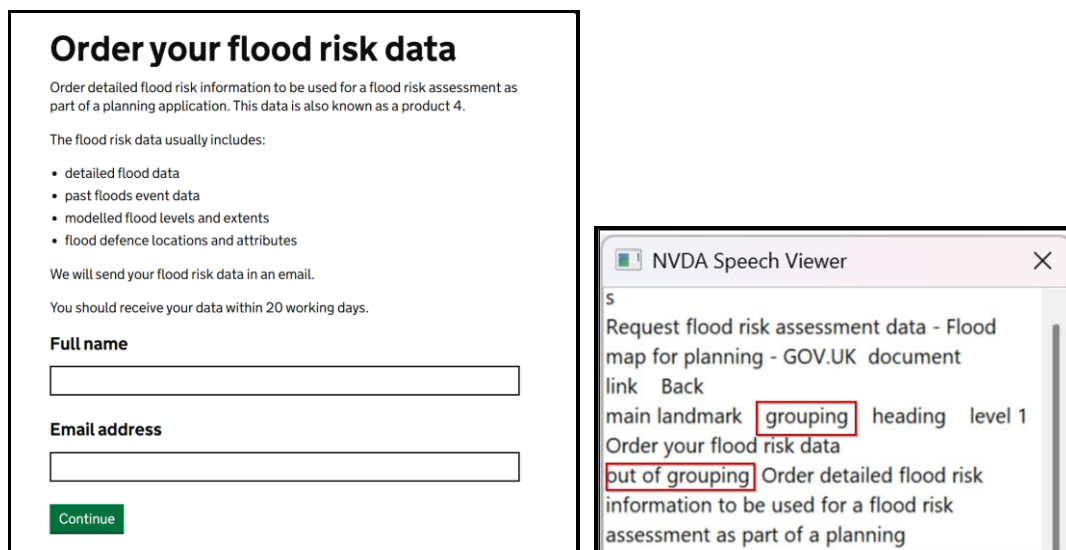 Order your flood risk data
Order detailed flood risk information to be used for a flood risk assessment as
part of a planning application. This data is also known as a product 4.
The flood risk data usually includes:
• detailed flood data
• past floods event data
• modelled flood levels and extents
• flood defence locations and attributes
We will send your flood risk data in an email.
You should receive your data within 20 working days.
Full name
Email address
Continue
NVDA Speech Viewer
s
Request flood risk assessment data - Flood
map for planning - GOV.UK document
link Back
main landmark grouping heading level 1
Order your flood risk data
out of grouping Order detailed flood risk
information to be used for a flood risk
assessment as part of a planning